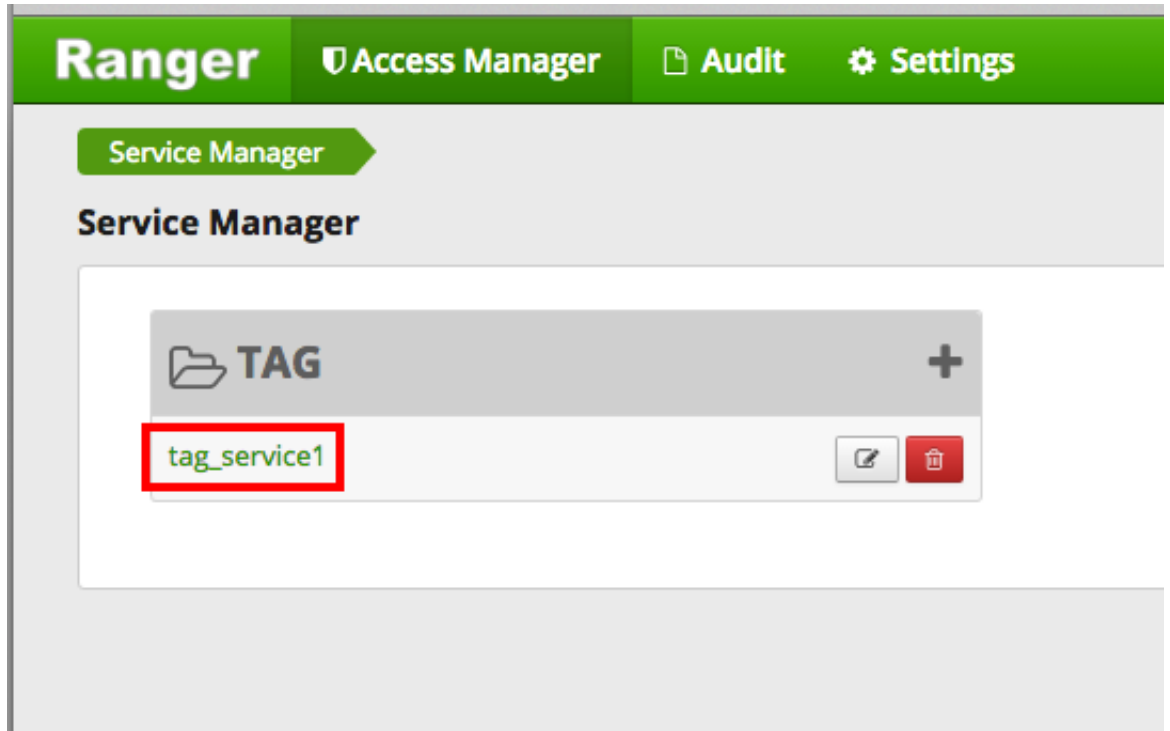 Ranger Access Manager Audit Settings
Service Manager
Service Manager
TAG
tag_service1